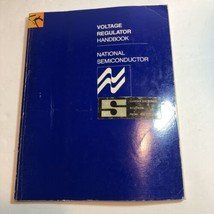 VOLTAGE
REGULATOR
HANDBOOK
NATIONAL
SEMICONDUCTOR
S